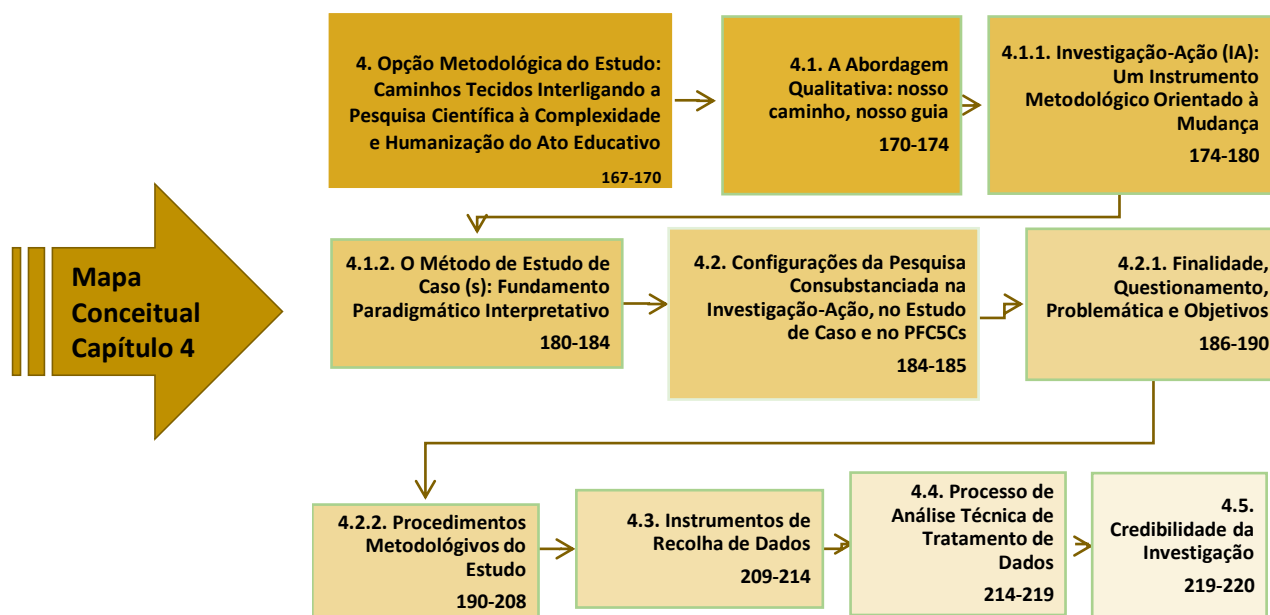 Mapa
Conceitual
Capítulo 4
4. Opção Metodológica do Estudo:
Caminhos Tecidos Interligando a
Pesquisa Científica à Complexidade
e Humanização do Ato Educativo
167-170
4.1. A Abordagem
Qualitativa: nosso
caminho, nosso guia
170-174
4.1.1. Investigação-Ação (IA):
Um Instrumento
Metodológico Orientado à
Mudança
174-180
4.1.2. O Método de Estudo de
Caso (s): Fundamento
Paradigmático Interpretativo
180-184
4.2. Configurações da Pesquisa
Consubstanciada na
Investigação-Ação, no Estudo
de Caso e no PFC5Cs
184-185
4.2.1. Finalidade,
Questionamento,
Problemática e Objetivos
186-190
4.2.2. Procedimentos
Metodológivos do
Estudo
190-208
4.3. Instrumentos de
Recolha de Dados
209-214
4.4. Processo de
Análise Técnica de
Tratamento de
Dados
214-219
4.5.
Credibilidade da
Investigação
219-220